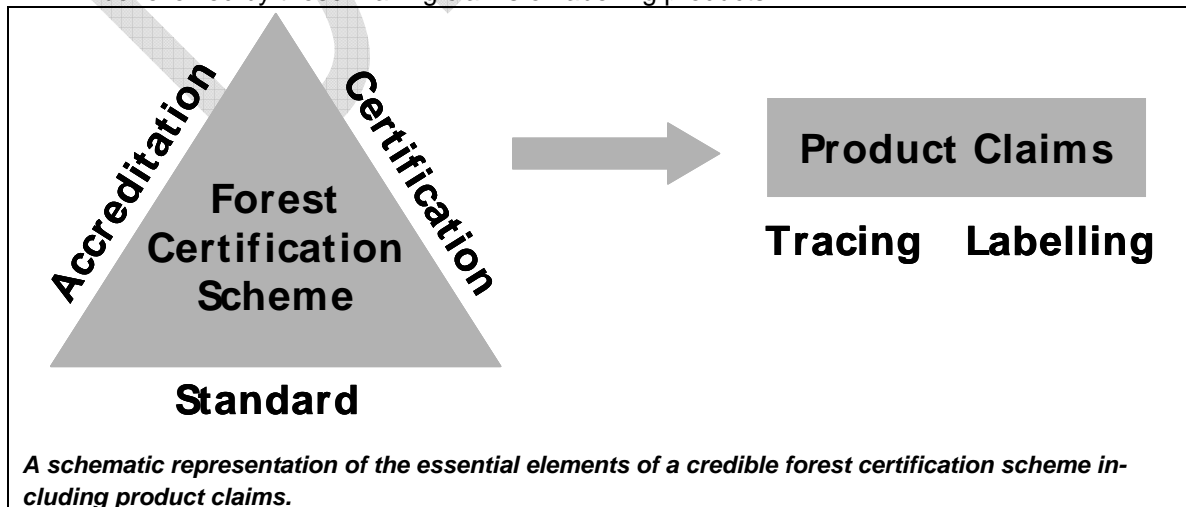 Accreditation
Certification
Forest
Certification
Scheme
Standard
Product Claims
Tracing Labelling
A schematic representation of the essential elements of a credible forest certification scheme in-
cluding product claims.